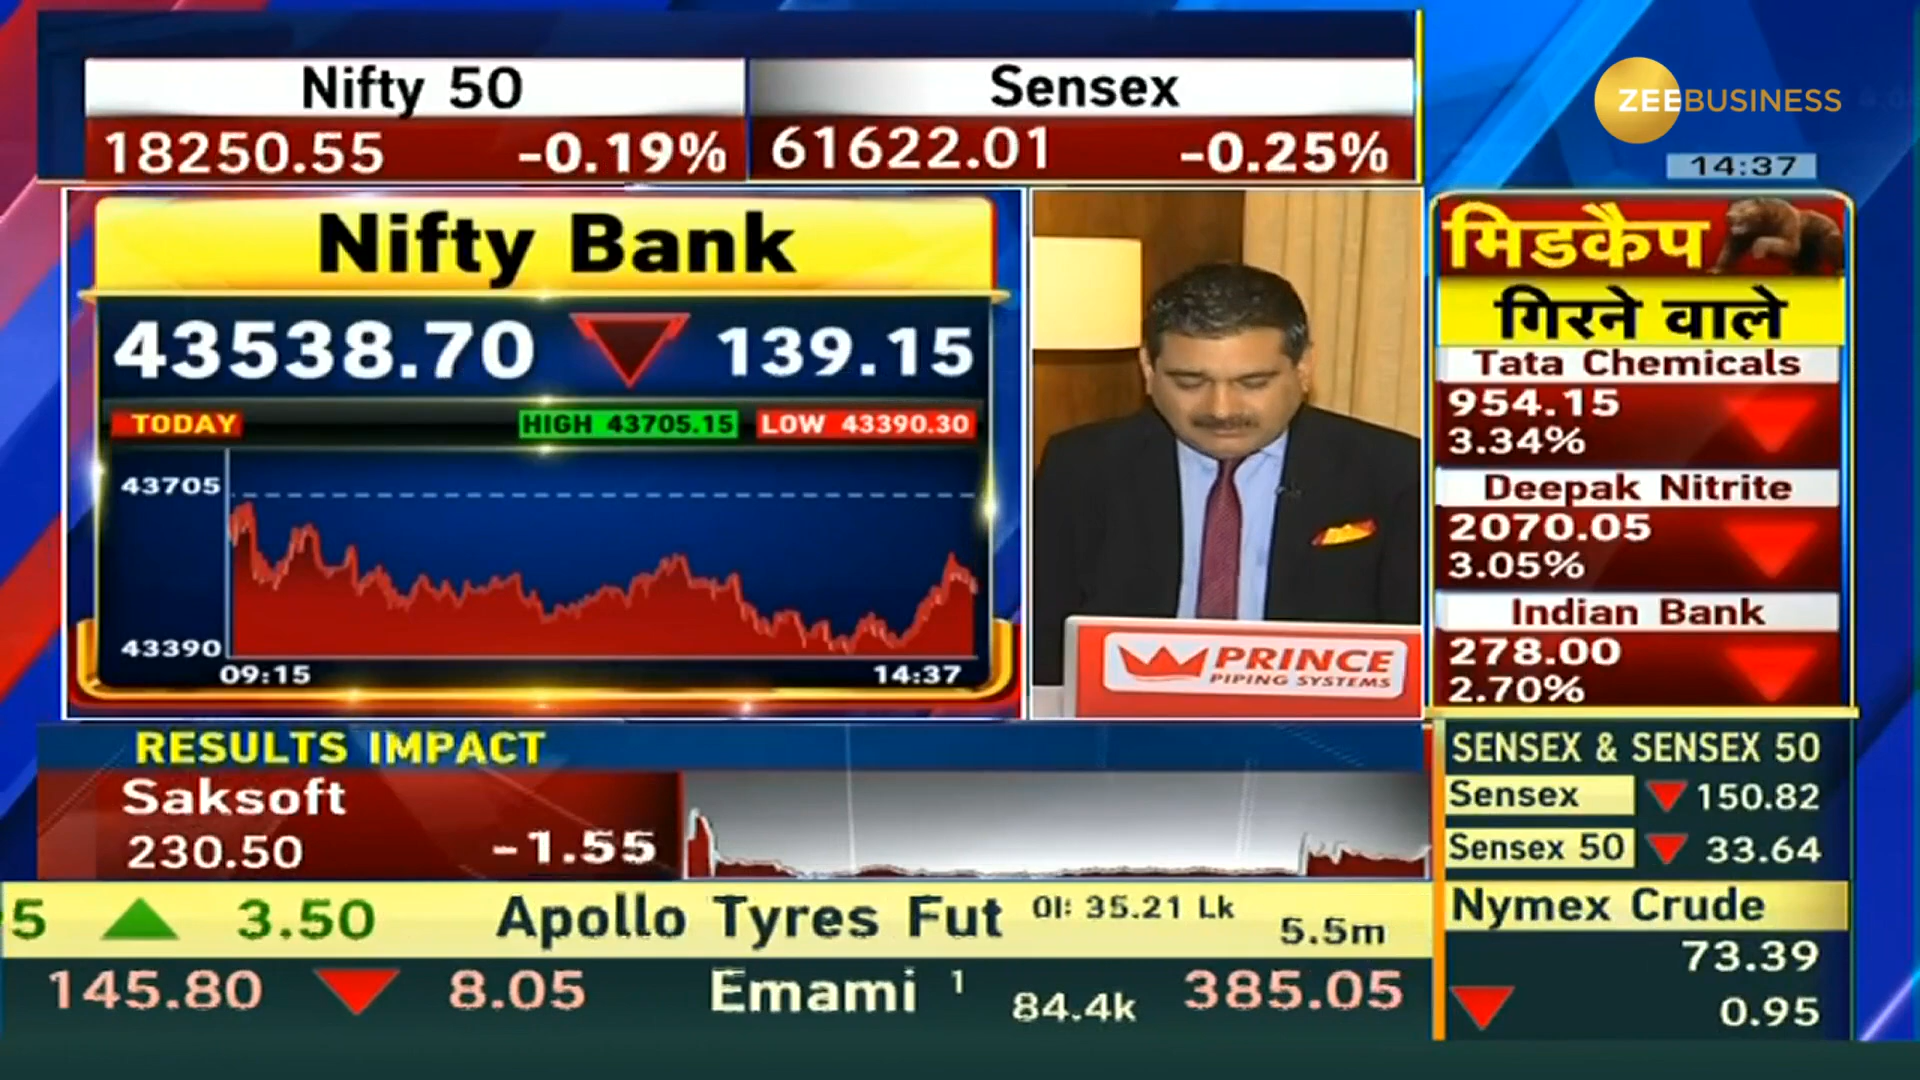 Nifty 50
18250.55 -0.19%
Sensex
61622.01 -0.25%
ZEEBUSINESS
14:37
Nifty Bank
43538.70 139.15
TODAY HIGH 43705.15 LOW 43390.30
43705
43390
09:15 14:37
PRINCE
PIPING SYSTEMS
मिडकैप
गिरने वाले
Tata Chemicals
954.15
3.34%
Deepak Nitrite
2070.05
3.05%
Indian Bank
278.00
2.70%
RESULTS IMPACT
Saksoft
230.50 -1.55
SENSEX & SENSEX 50
Sensex 150.82
Sensex 50 33.64
Nymex Crude
73.39
0.95
5 3.50 Apollo Tyres Fut OI: 35.21 Lk 5.5m
145.80 8.05 Emami 1 84.4k 385.05